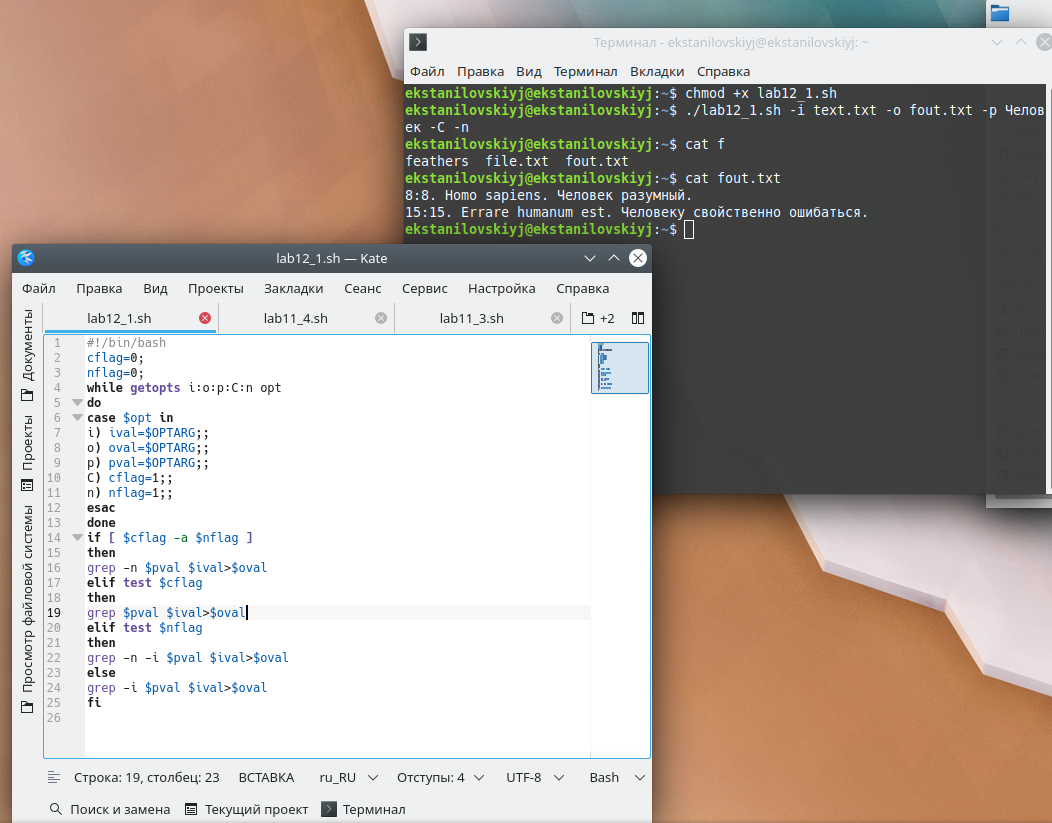 Терминал - ekstanilovskiyj@ekstanilovskiyj: ~
Файл Правка Вид Терминал Вкладки Справка
ekstanilovskiyj@ekstanilovskiyj:~$ chmod +x lab12_1.sh
ekstanilovskiyj@ekstanilovskiyj:~$ ./lab12_1.sh -i text.txt -o fout.txt -p Челов
ек -C -n
ekstanilovskiyj@ekstanilovskiyj:~$ cat f
feathers file.txt fout.txt
ekstanilovskiyj@ekstanilovskiyj:~$ cat fout.txt
8:8. Homo sapiens. Человек разумный.
15:15. Errare humanum est. Человеку свойственно ошибаться.
ekstanilovskiyj@ekstanilovskiyj:~$
lab12_1.sh — Kate
Файл Правка Вид Проекты Закладки Сеанс Сервис Настройка Справка
lab12_1.sh lab11_4.sh lab11_3.sh +2
Документы
Проекты
Просмотр файловой системы
1 #!/bin/bash
2 cflag=0;
3 nflag=0;
4 while getopts i:o:p:C:n opt
5 do
6 case $opt in
7 i) ival=$OPTARG;;
8 o) oval=$OPTARG;;
9 p) pval=$OPTARG;;
10 C) cflag=1;;
11 n) nflag=1;;
12 esac
13 done
14 if [ $cflag -a $nflag ]
15 then
16 grep -n $pval $ival>$oval
17 elif test $cflag
18 then
19 grep $pval $ival>$oval
20 elif test $nflag
21 then
22 grep -n -i $pval $ival>$oval
23 else
24 grep -i $pval $ival>$oval
25 fi
26
Строка: 19, столбец: 23 ВСТАВКА ru_RU Отступы: 4 UTF-8 Bash
Поиск и замена Текущий проект Терминал